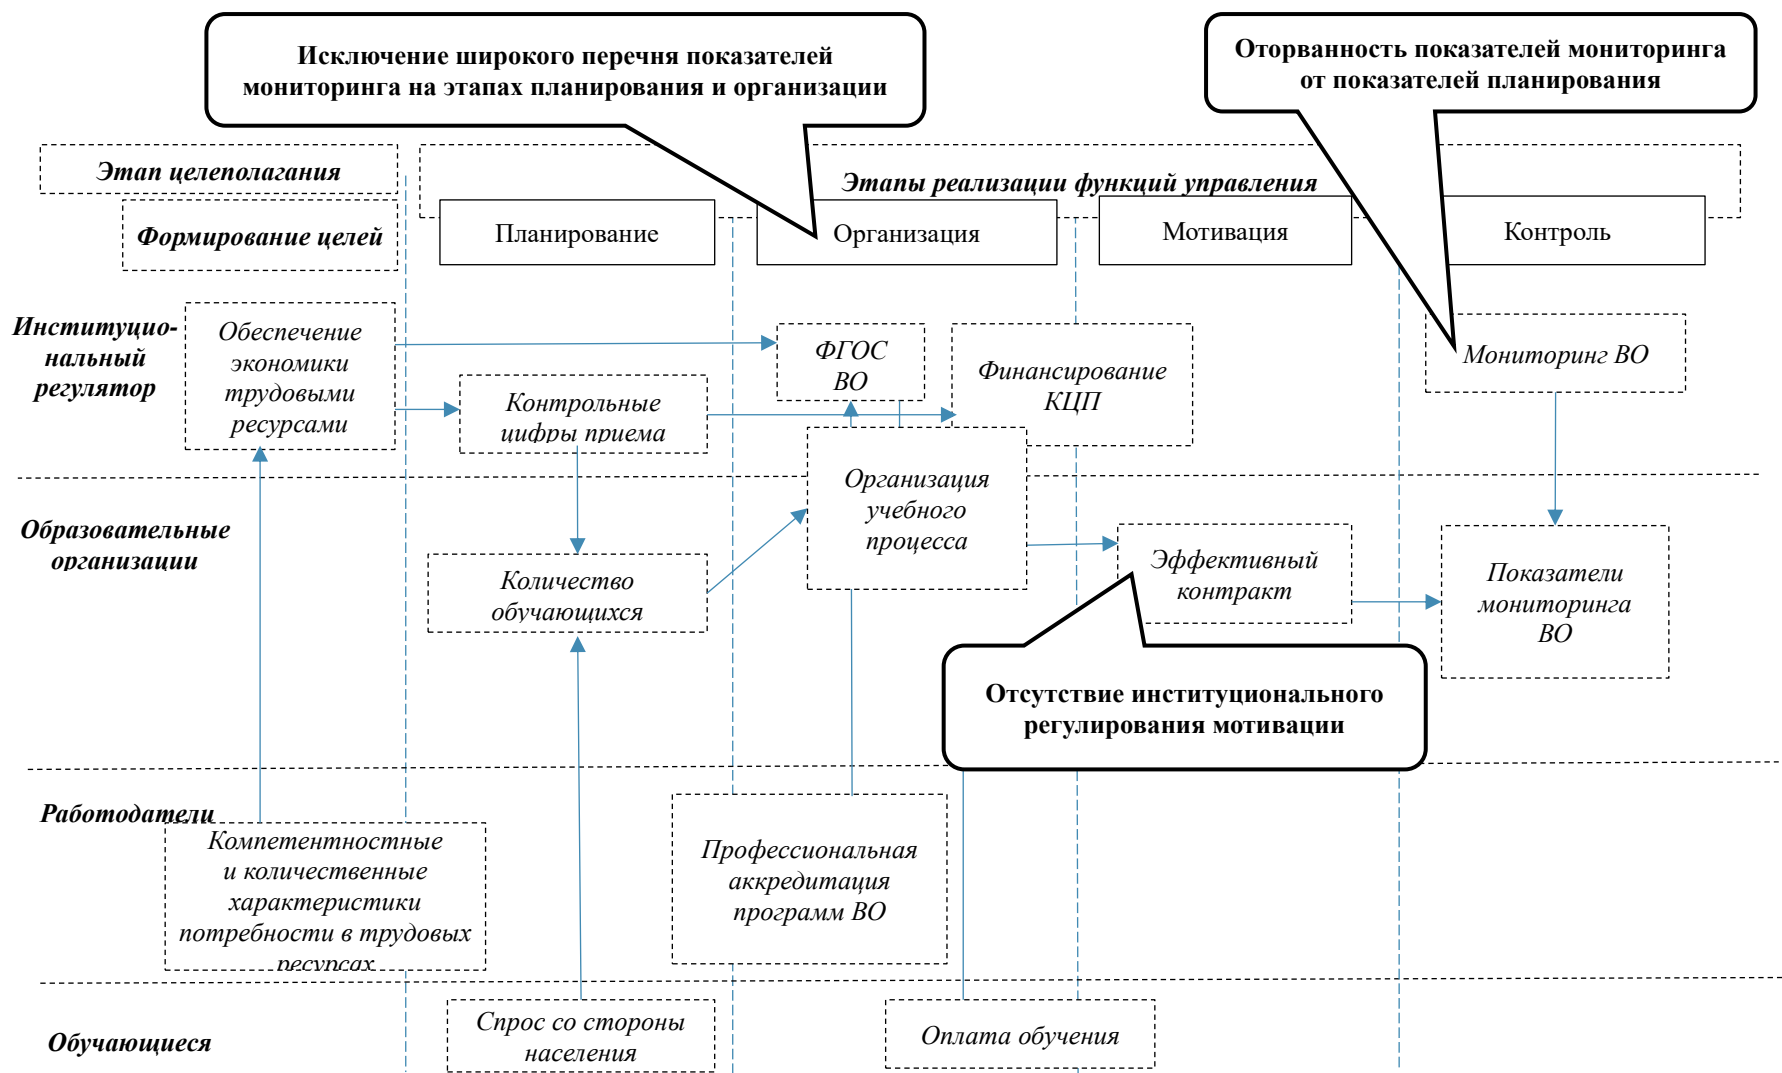 Исключение широкого перечня показателей
мониторинга на этапах планирования и организации
Оторванность показателей мониторинга
от показателей планирования
Этап целеполагания
Этапы реализации функций управления
Формирование целей
Планирование
Организация
Мотивация
Контроль
Институцио-
нальный
регулятор
Обеспечение
экономики
трудовыми
ресурсами
ФГОС
ВО
Финансирование
КЦП
Мониторинг ВО
Контрольные
цифры приема
Образовательные
организации
Организация
учебного
процесса
Количество
обучающихся
Эффективный
контракт
Показатели
мониторинга
ВО
Отсутствие институционального
регулирования мотивации
Работодатели
Компетентностные
и количественные
характеристики
потребности в трудовых
ресурсах
Профессиональная
аккредитация
программ ВО
Обучающиеся
Спрос со стороны
населения
Оплата обучения